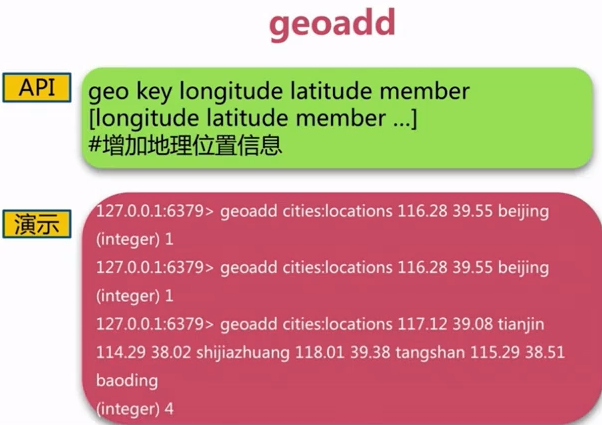 geoadd
API
geo key longitude latitude member
[longitude latitude member ...]
#增加地理位置信息
演示
127.0.0.1:6379> geoadd cities:locations 116.28 39.55 beijing
(integer) 1
127.0.0.1:6379> geoadd cities:locations 116.28 39.55 beijing
(integer) 1
127.0.0.1:6379> geoadd cities:locations 117.12 39.08 tianjin
114.29 38.02 shijiazhuang 118.01 39.38 tangshan 115.29 38.51
baoding
(integer) 4